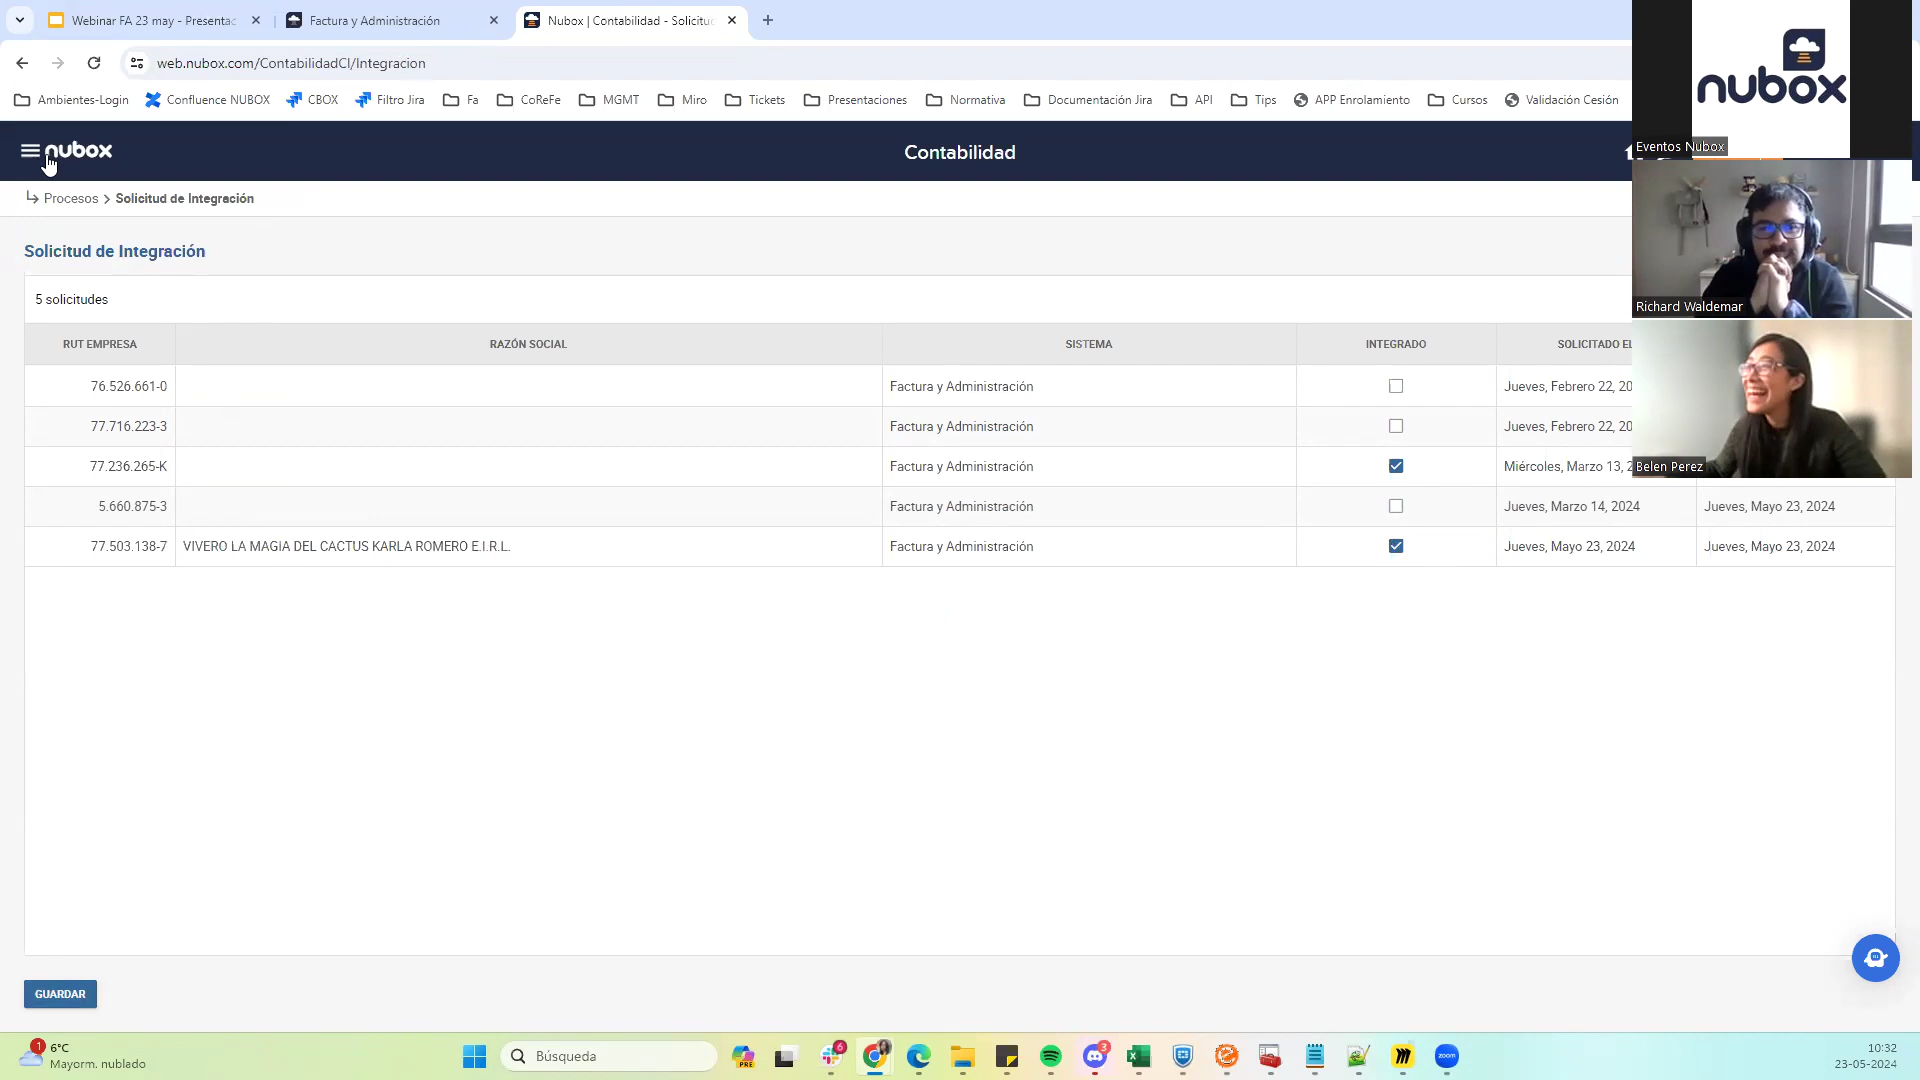 Webinar FA 23 may - Presentac
Factura y Administración
Nubox | Contabilidad - Solicitud
web.nubox.com/ContabilidadCl/Integracion
Ambientes-Login
Confluence NUBOX
CBOX
Filtro Jira
Fa
CoReFe
MGMT
Miro
Tickets
Presentaciones
Normativa
Documentación Jira
API
Tips
APP Enrolamiento
Cursos
Validación Cesión
nubox
Eventos Nubox
nubox
Contabilidad
Procesos > Solicitud de Integración
Richard Waldemar
Solicitud de Integración
5 solicitudes
RUT EMPRESA RAZÓN SOCIAL SISTEMA INTEGRADO SOLICITADO EL
76.526.661-0 Factura y Administración Jueves, Febrero 22, 20
77.716.223-3 Factura y Administración Jueves, Febrero 22, 20
77.236.265-K Factura y Administración Miércoles, Marzo 13, 2
Belen Perez
5.660.875-3 Factura y Administración Jueves, Marzo 14, 2024 Jueves, Mayo 23, 2024
77.503.138-7 VIVERO LA MAGIA DEL CACTUS KARLA ROMERO E.I.R.L. Factura y Administración Jueves, Mayo 23, 2024 Jueves, Mayo 23, 2024
GUARDAR
1
6°C
Mayorm. nublado
Búsqueda
PRE
6
3
zoom
10:32
23-05-2024